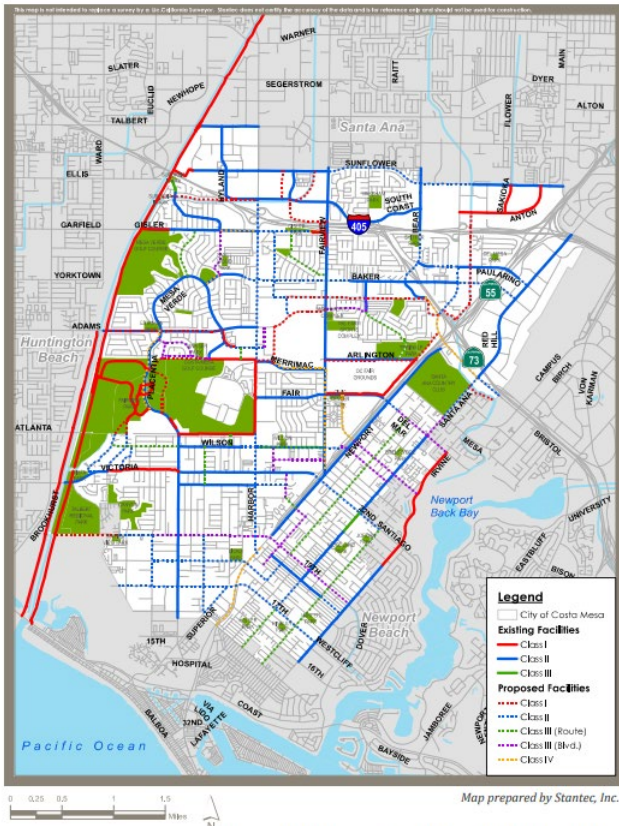 This map is not intended to replace a survey by a Lic.California Surveyor. Stantec does not certify the accuracy of the data and is for reference only and should not be used for construction.
WARNER
SLATER
EUCLID
NEWHOPE
SEGERSTROM
RAITT
FLOWER
DYER
MAIN
ALTON
TALBERT
WARD
Santa Ana
ELLIS
HYLAND
SUNFLOWER
SAKIOKA
SOUTH
COAST
GARFIELD
GISLER
FAIRVIEW
405
BEAR
ANTON
YORKTOWN
BAKER
PAULARINO
MESA
VERDE
55
RED
HILL
ADAMS
Huntington
Beach
73
PLACENTIA
MERRIMAC
ARLINGTON
CAMPUS
BIRCH
VON
KARMAN
FAIR
ATLANTA
WILSON
NEWPORT
DEL
MAR
SANTA ANA
MESA
BRISTOL
VICTORIA
IRVINE
BROOKHURST
HARBOR
Newport
Back Bay
UNIVERSITY
22ND
SANTIAGO
EASTBLUFF
BISON
19TH
SUPERIOR
17TH
Newport
Beach
DOVER
15TH
WESTCLIFF
16TH
HOSPITAL
COAST
VIA
LIDO
32ND
LAFAYETTE
BALBOA
JAMBOREE
BAYSIDE
Pacific Ocean
Legend
City of Costa Mesa
Existing Facilities
Class I
Class II
Class III
Proposed Facilities
Class I
Class II
Class III (Route)
Class III (Blvd.)
Class IV
0 0.25 0.5 1 1.5
Miles
N
Map prepared by Stantec, Inc.